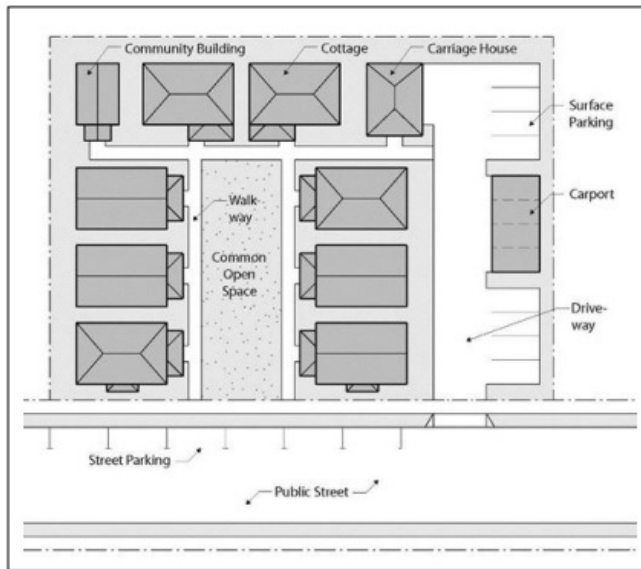 Community Building
Cottage
Carriage House
Surface
Parking
Walk-
way
Carport
Common
Open
Space
Drive-
way
Street Parking
Public Street